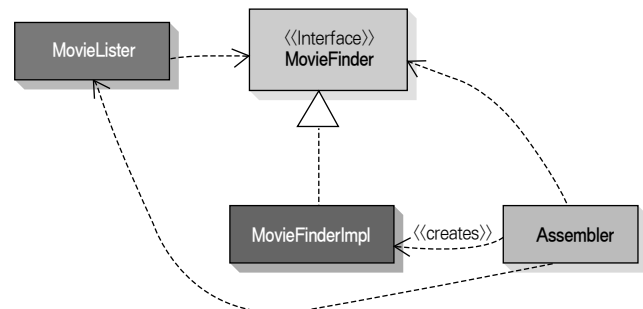 MovieLister
《Interface》
MovieFinder
MovieFinderImpl
《creates》
Assembler